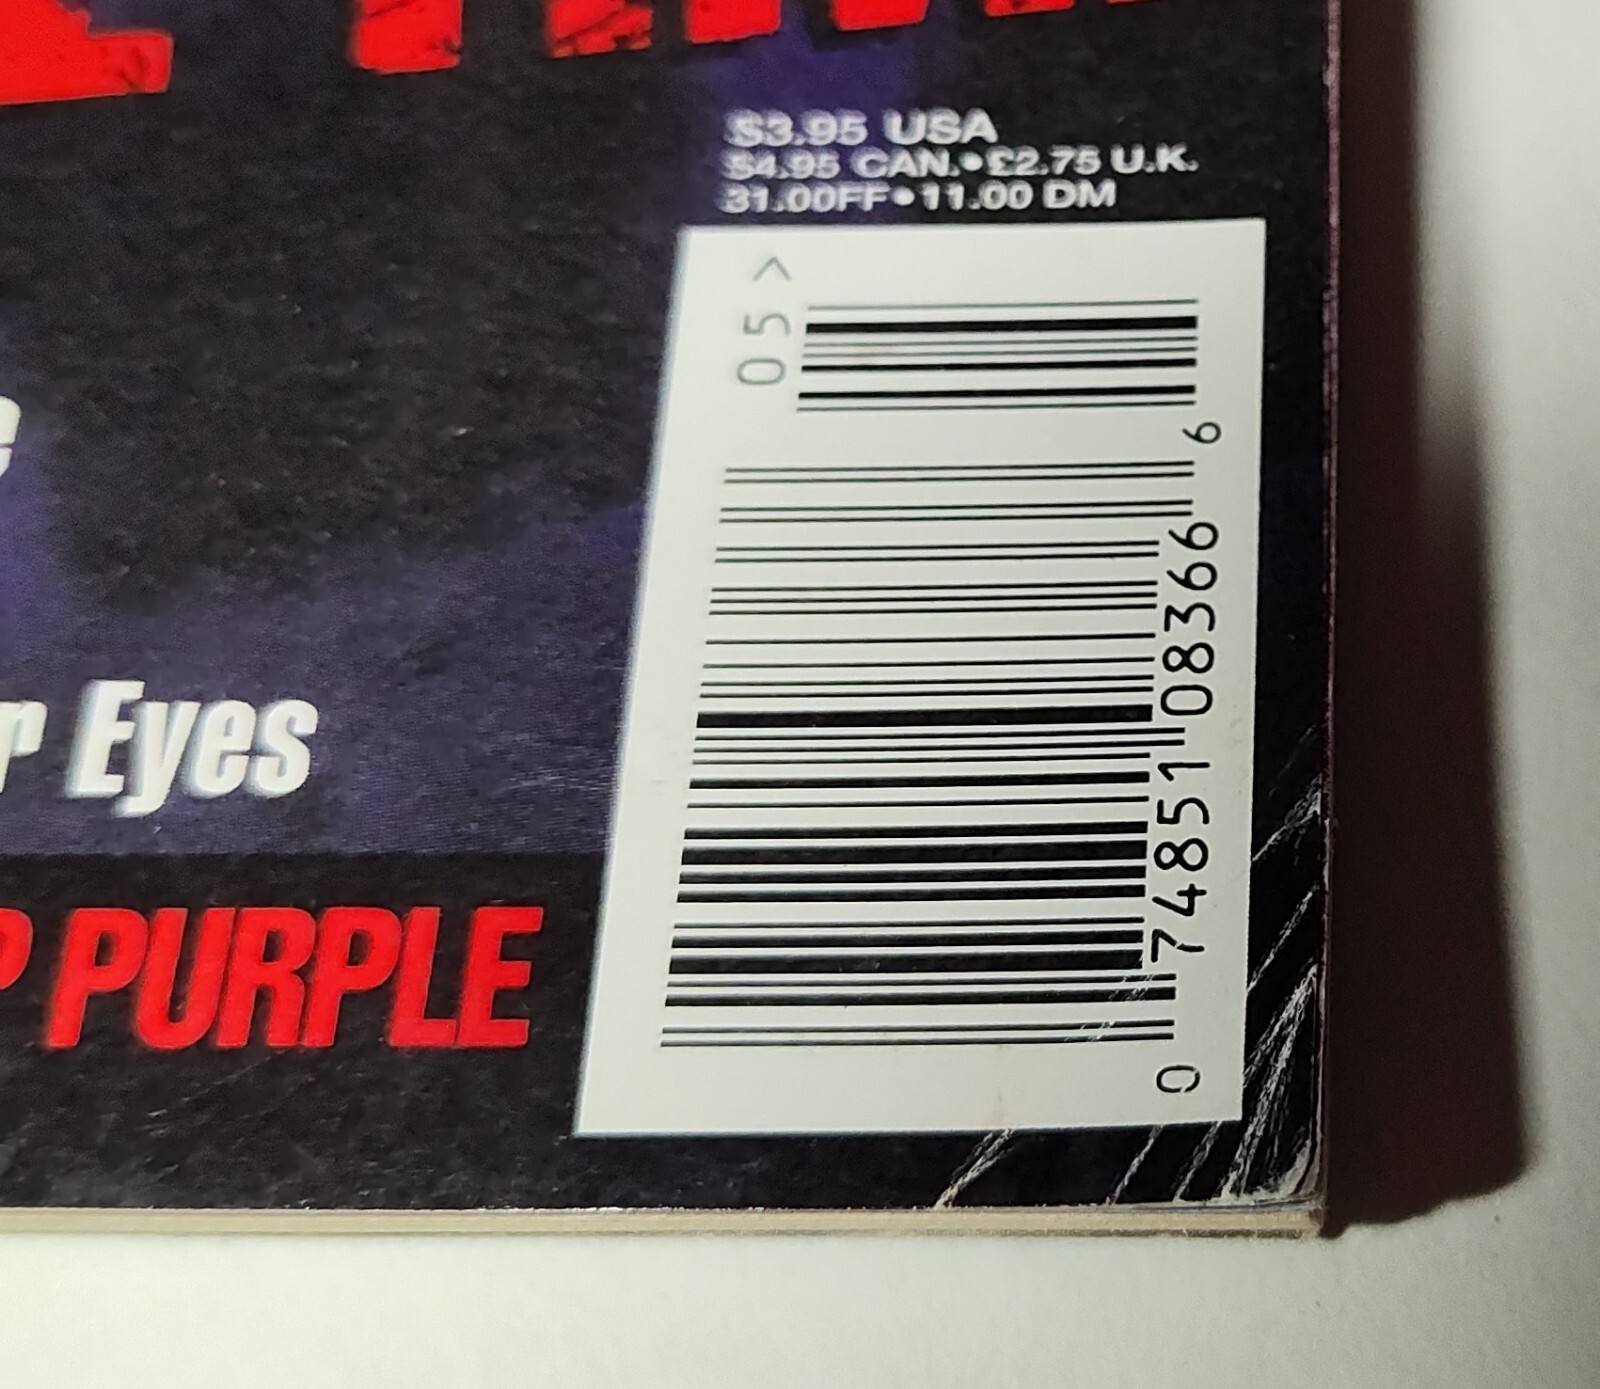 $3.95 USA
$4.95 CAN.•£2.75 U.K.
31.00FF•11.00 DM
05 >
0 74851 08366 6
Eyes
PURPLE